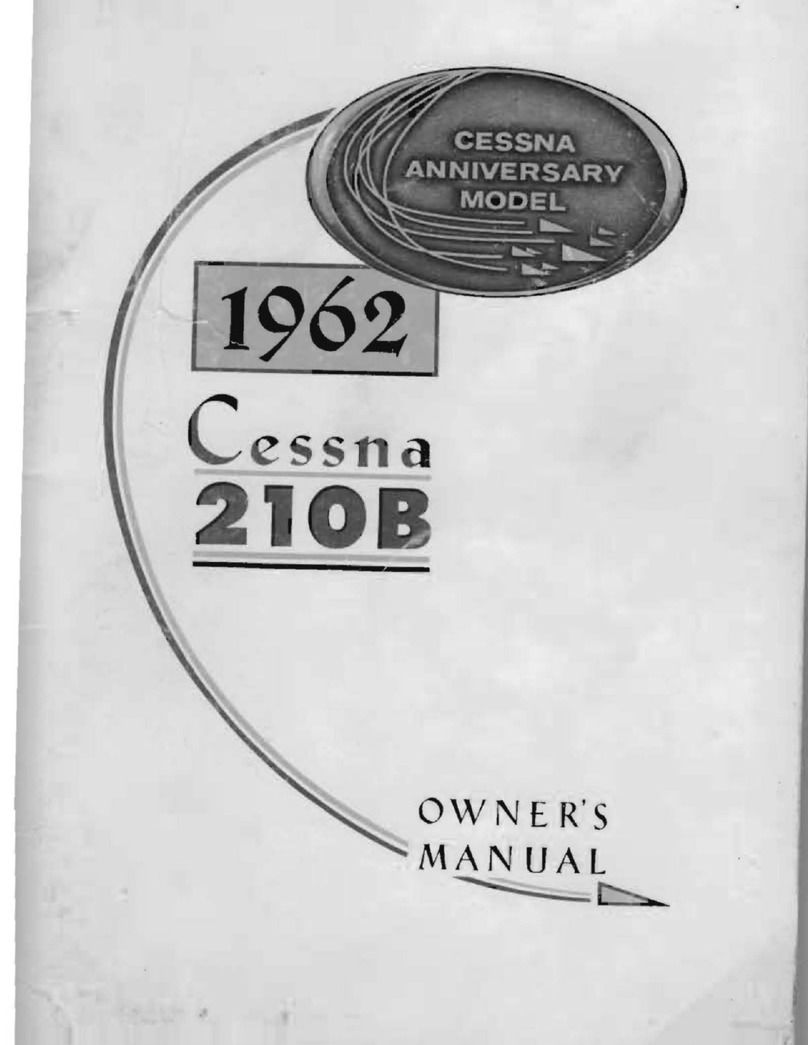 CESSNA
ANNIVERSARY
MODEL
1962
Cessna
210B
OWNER'S
MANUAL